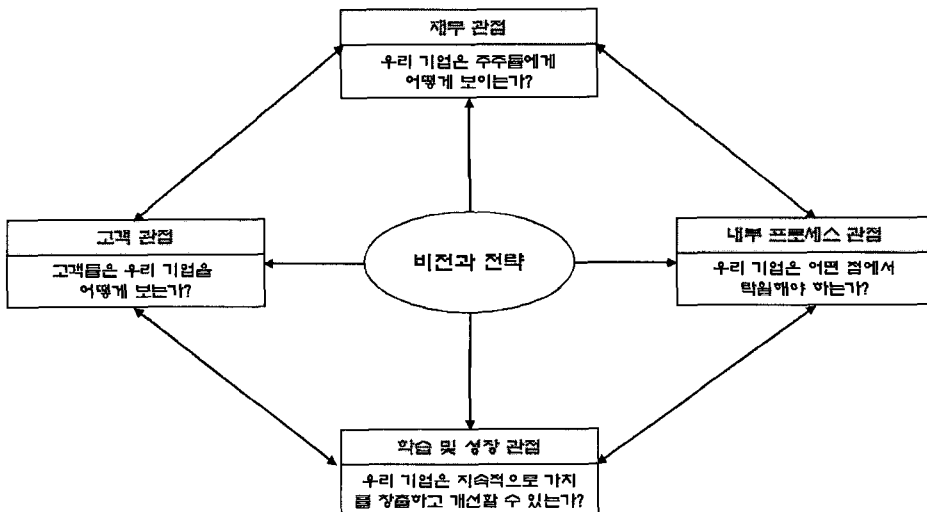 재무 관점
우리 기업은 주주들에게
어떻게 보이는가?
고객 관점
고객들은 우리 기업을
어떻게 보는가?
비전과 전략
내부 프로세스 관점
우리 기업은 어떤 점에서
탁월해야 하는가?
학습 및 성장 관점
우리 기업은 지속적으로 가치
를 창출하고 개선할 수 있는가?